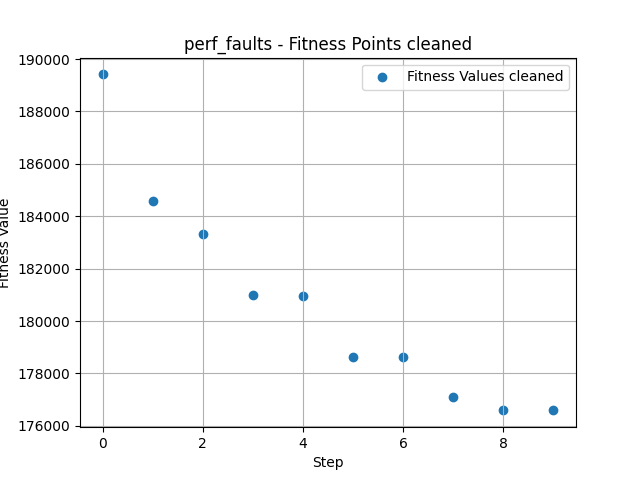 perf_faults - Fitness Points cleaned
Fitness Values cleaned
190000
188000
186000
184000
182000
180000
178000
176000
Fitness Value
0 2 4 6 8
Step